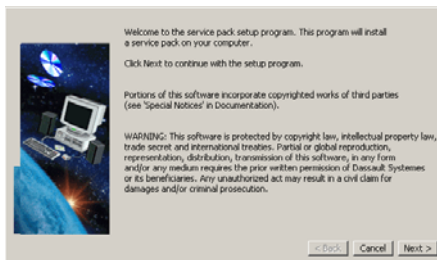 Welcome to the service pack setup program. This program will install
a service pack on your computer.
Click Next to continue with the setup program.
Portions of this software incorporate copyrighted works of third parties
(see 'Special Notices' in Documentation).
WARNING: This software is protected by copyright law, intellectual property law,
trade secret and international treaties. Partial or global reproduction,
representation, distribution, transmission of this software, in any form
and/or any medium requires the prior written permission of Dassault Systemes
or its beneficiaries. Any unauthorized act may result in a civil claim for
damages and/or criminal prosecution.
< Back Cancel Next >